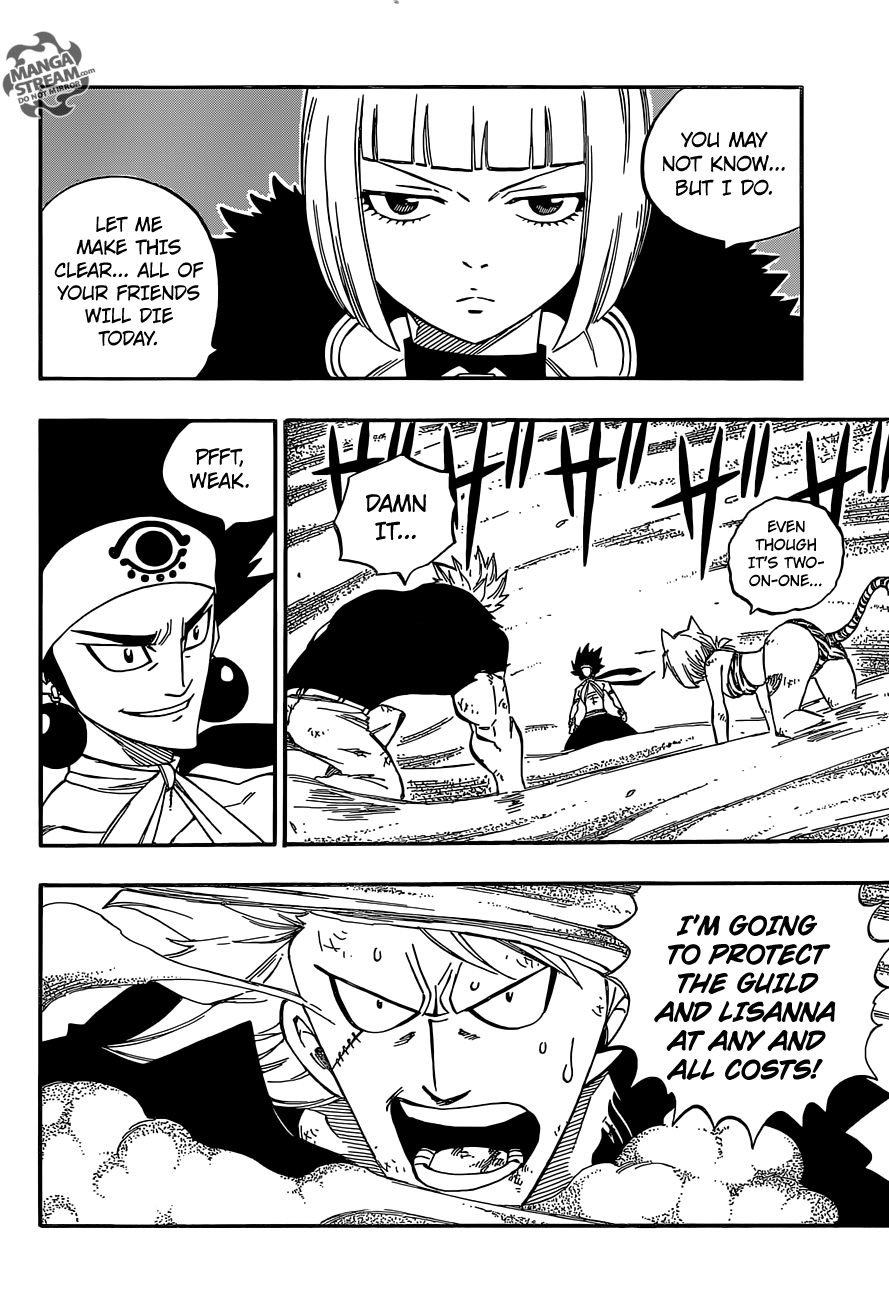 MANGA
STREAM.com
DO NOT MIRROR!
YOU MAY
NOT KNOW...
BUT I DO.
LET ME
MAKE THIS
CLEAR... ALL OF
YOUR FRIENDS
WILL DIE
TODAY.
PFFT,
WEAK.
DAMN
IT...
EVEN
THOUGH
IT'S TWO-
ON-ONE...
I'M GOING
TO PROTECT
THE GUILD
AND LISANNA
AT ANY AND
ALL COSTS!